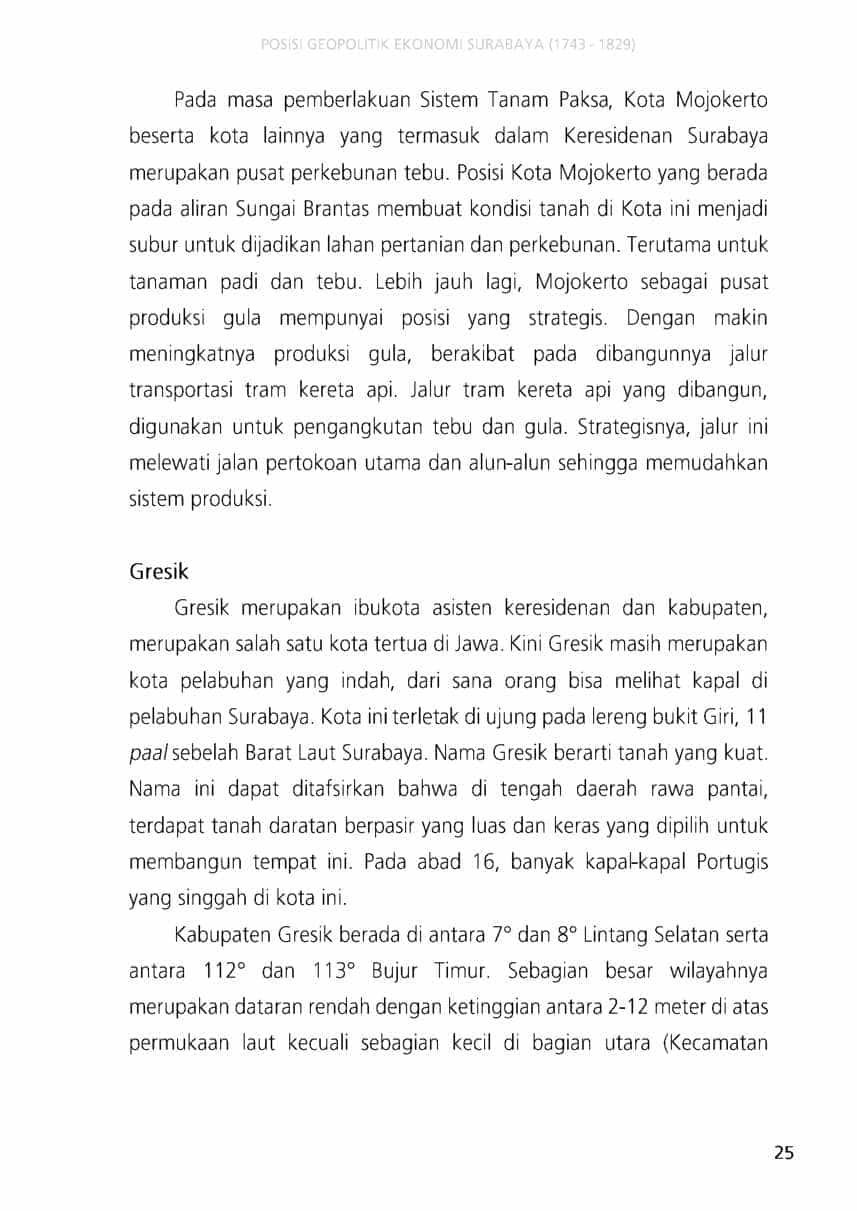 POSISI GEOPOLITIK EKONOMI SURABAYA (1743 - 1829)
Pada masa pemberlakuan Sistem Tanam Paksa, Kota Mojokerto
beserta kota lainnya yang termasuk dalam Keresidenan Surabaya
merupakan pusat perkebunan tebu. Posisi Kota Mojokerto yang berada
pada aliran Sungai Brantas membuat kondisi tanah di Kota ini menjadi
subur untuk dijadikan lahan pertanian dan perkebunan. Terutama untuk
tanaman padi dan tebu. Lebih jauh lagi, Mojokerto sebagai pusat
produksi gula mempunyai posisi yang strategis. Dengan makin
meningkatnya produksi gula, berakibat pada dibangunnya jalur
transportasi tram kereta api. Jalur tram kereta api yang dibangun,
digunakan untuk pengangkutan tebu dan gula. Strategisnya, jalur ini
melewati jalan pertokoan utama dan alun-alun sehingga memudahkan
sistem produksi.
Gresik
Gresik merupakan ibukota asisten keresidenan dan kabupaten,
merupakan salah satu kota tertua di Jawa. Kini Gresik masih merupakan
kota pelabuhan yang indah, dari sana orang bisa melihat kapal di
pelabuhan Surabaya. Kota ini terletak di ujung pada lereng bukit Giri, 11
paal sebelah Barat Laut Surabaya. Nama Gresik berarti tanah yang kuat.
Nama ini dapat ditafsirkan bahwa di tengah daerah rawa pantai,
terdapat tanah daratan berpasir yang luas dan keras yang dipilih untuk
membangun tempat ini. Pada abad 16, banyak kapal-kapal Portugis
yang singgah di kota ini.
Kabupaten Gresik berada di antara 7° dan 8° Lintang Selatan serta
antara 112° dan 113° Bujur Timur. Sebagian besar wilayahnya
merupakan dataran rendah dengan ketinggian antara 2-12 meter di atas
permukaan laut kecuali sebagian kecil di bagian utara (Kecamatan
25